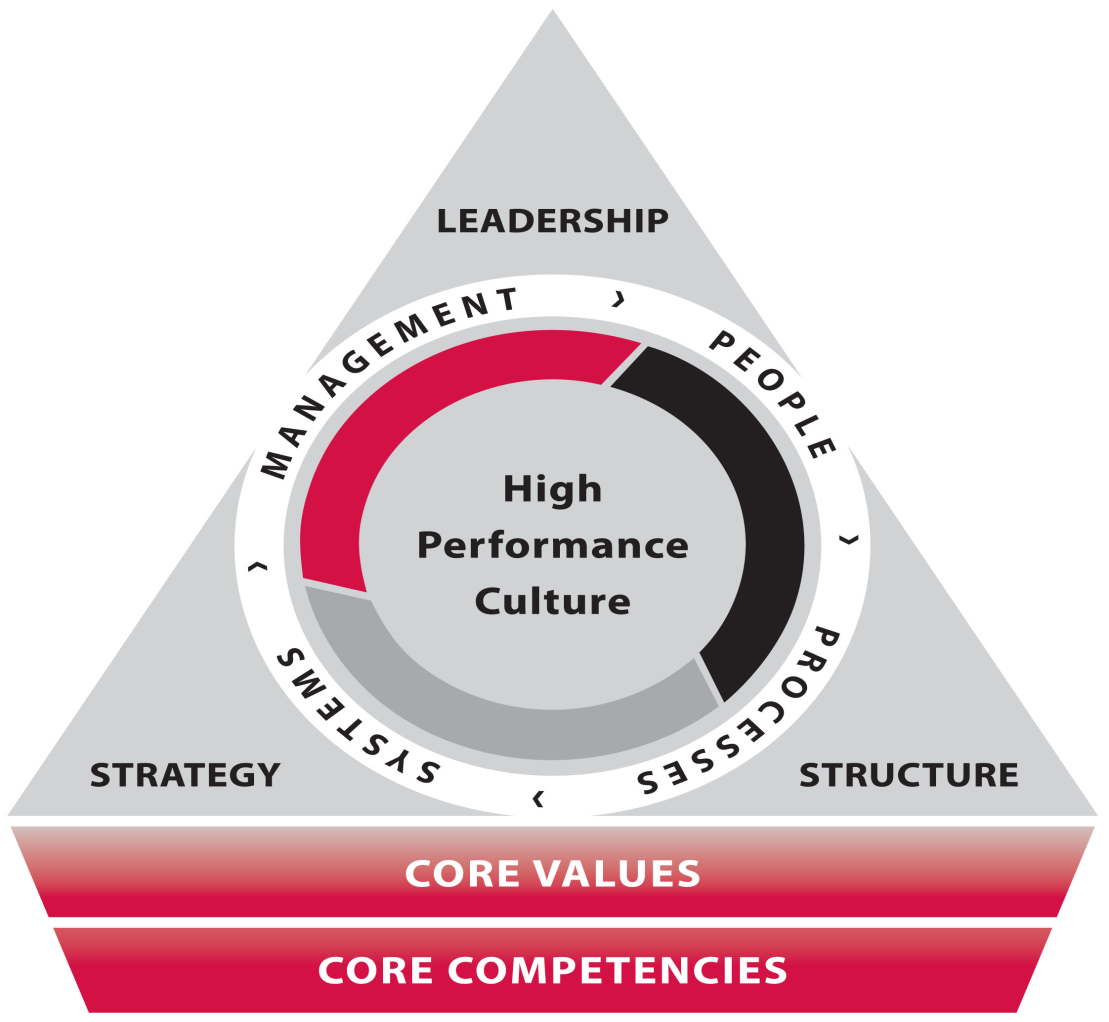 LEADERSHIP
MANAGEMENT
›
PEOPLE
›
PROCESSES
›
SYSTEMS
›
High
Performance
Culture
STRATEGY
STRUCTURE
CORE VALUES
CORE COMPETENCIES